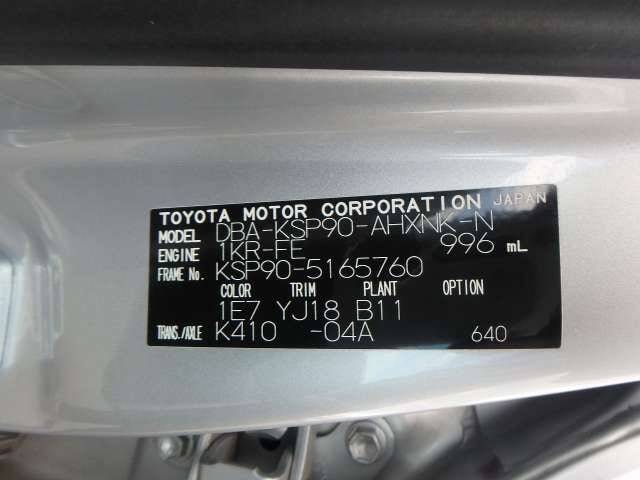 TOYOTA MOTOR CORPORATION JAPAN
MODEL DBA-KSP90-AHXNK-N
ENGINE 1KR-FE 996 mL
FRAME No. KSP90-5165760
COLOR TRIM PLANT OPTION
1E7 YJ18 B11
TRANS./AXLE K410 -04A 640